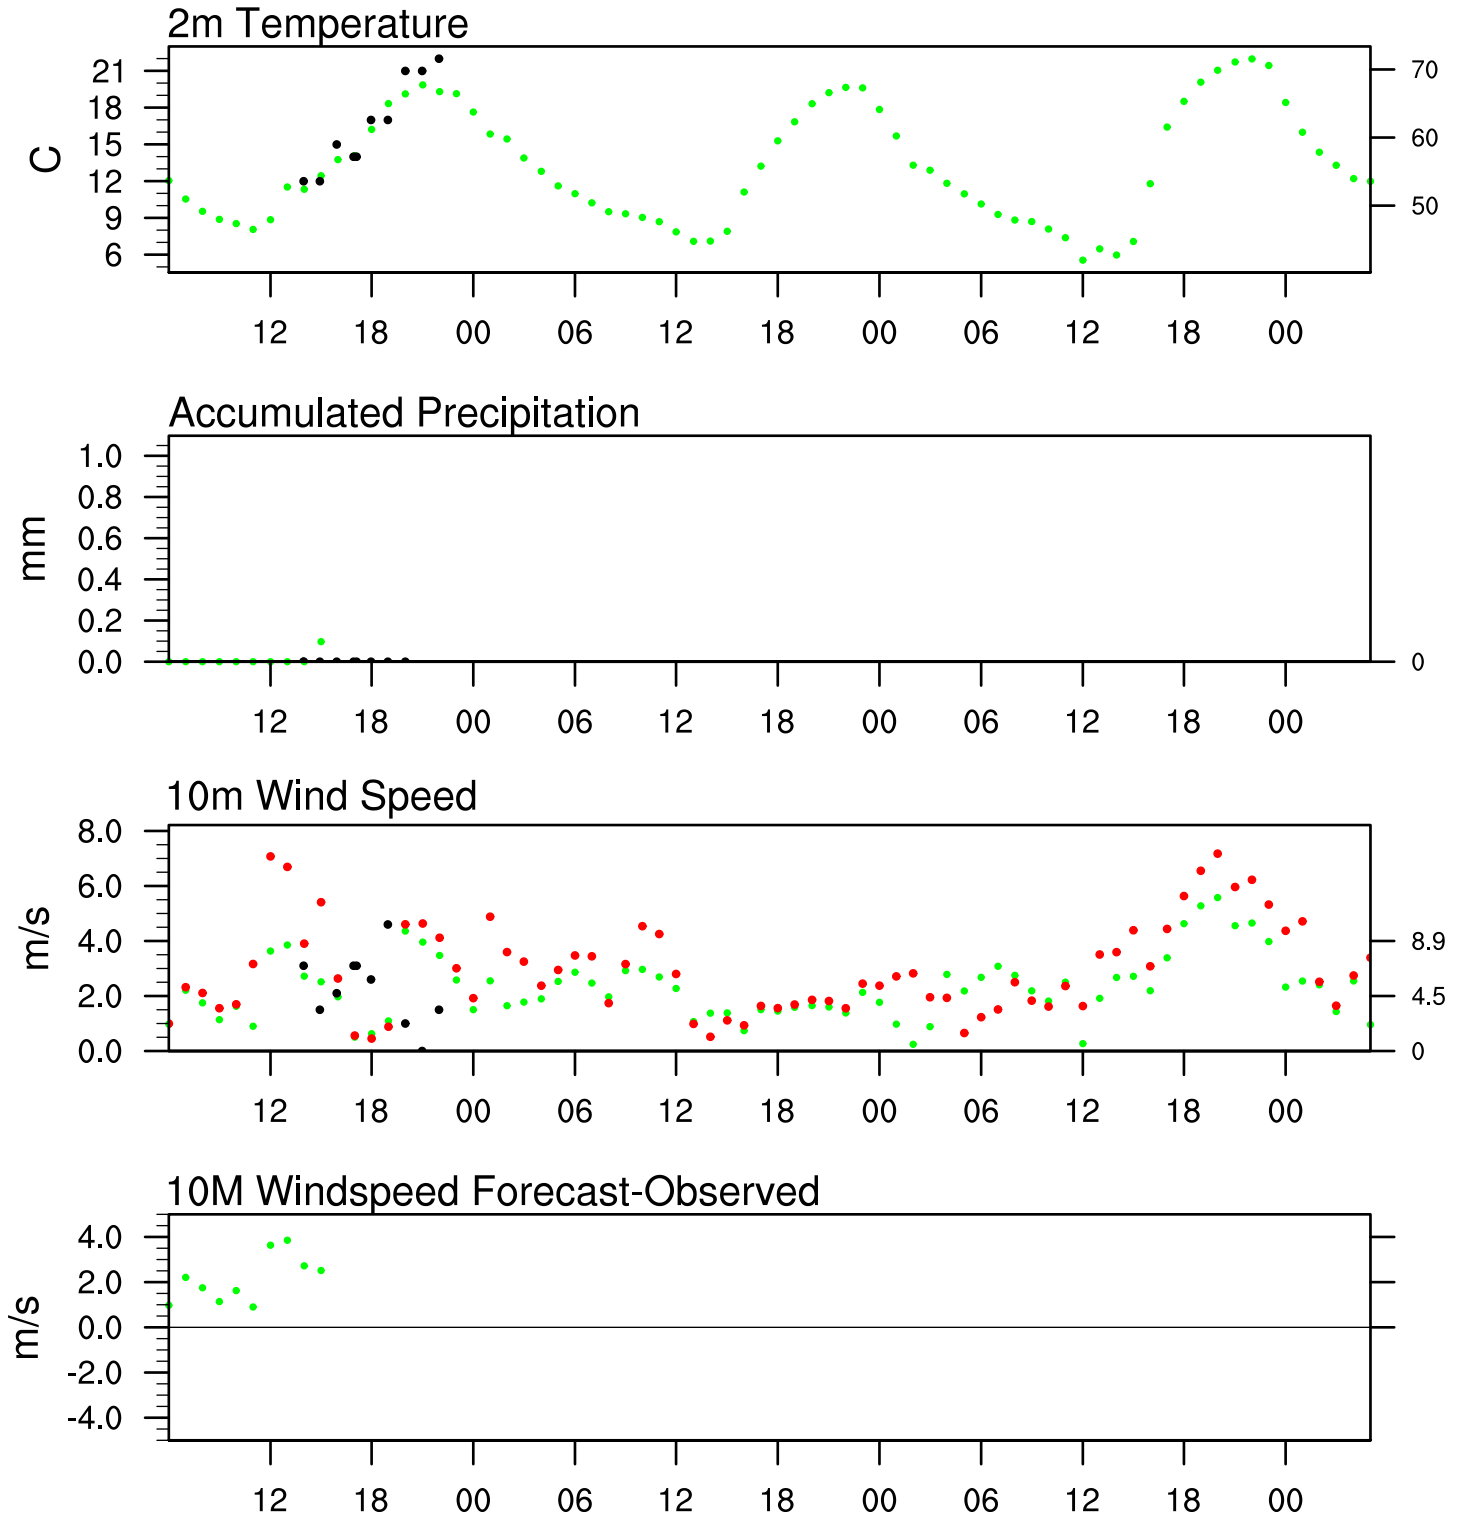 2m Temperature
21
18
15
12
9
6
C
70
60
50
12 18 00 06 12 18 00 06 12 18 00
Accumulated Precipitation
1.0
0.8
0.6
0.4
0.2
0.0
mm
0
12 18 00 06 12 18 00 06 12 18 00
10m Wind Speed
8.0
6.0
4.0
2.0
0.0
m/s
8.9
4.5
0
12 18 00 06 12 18 00 06 12 18 00
10M Windspeed Forecast-Observed
4.0
2.0
0.0
-2.0
-4.0
m/s
12 18 00 06 12 18 00 06 12 18 00